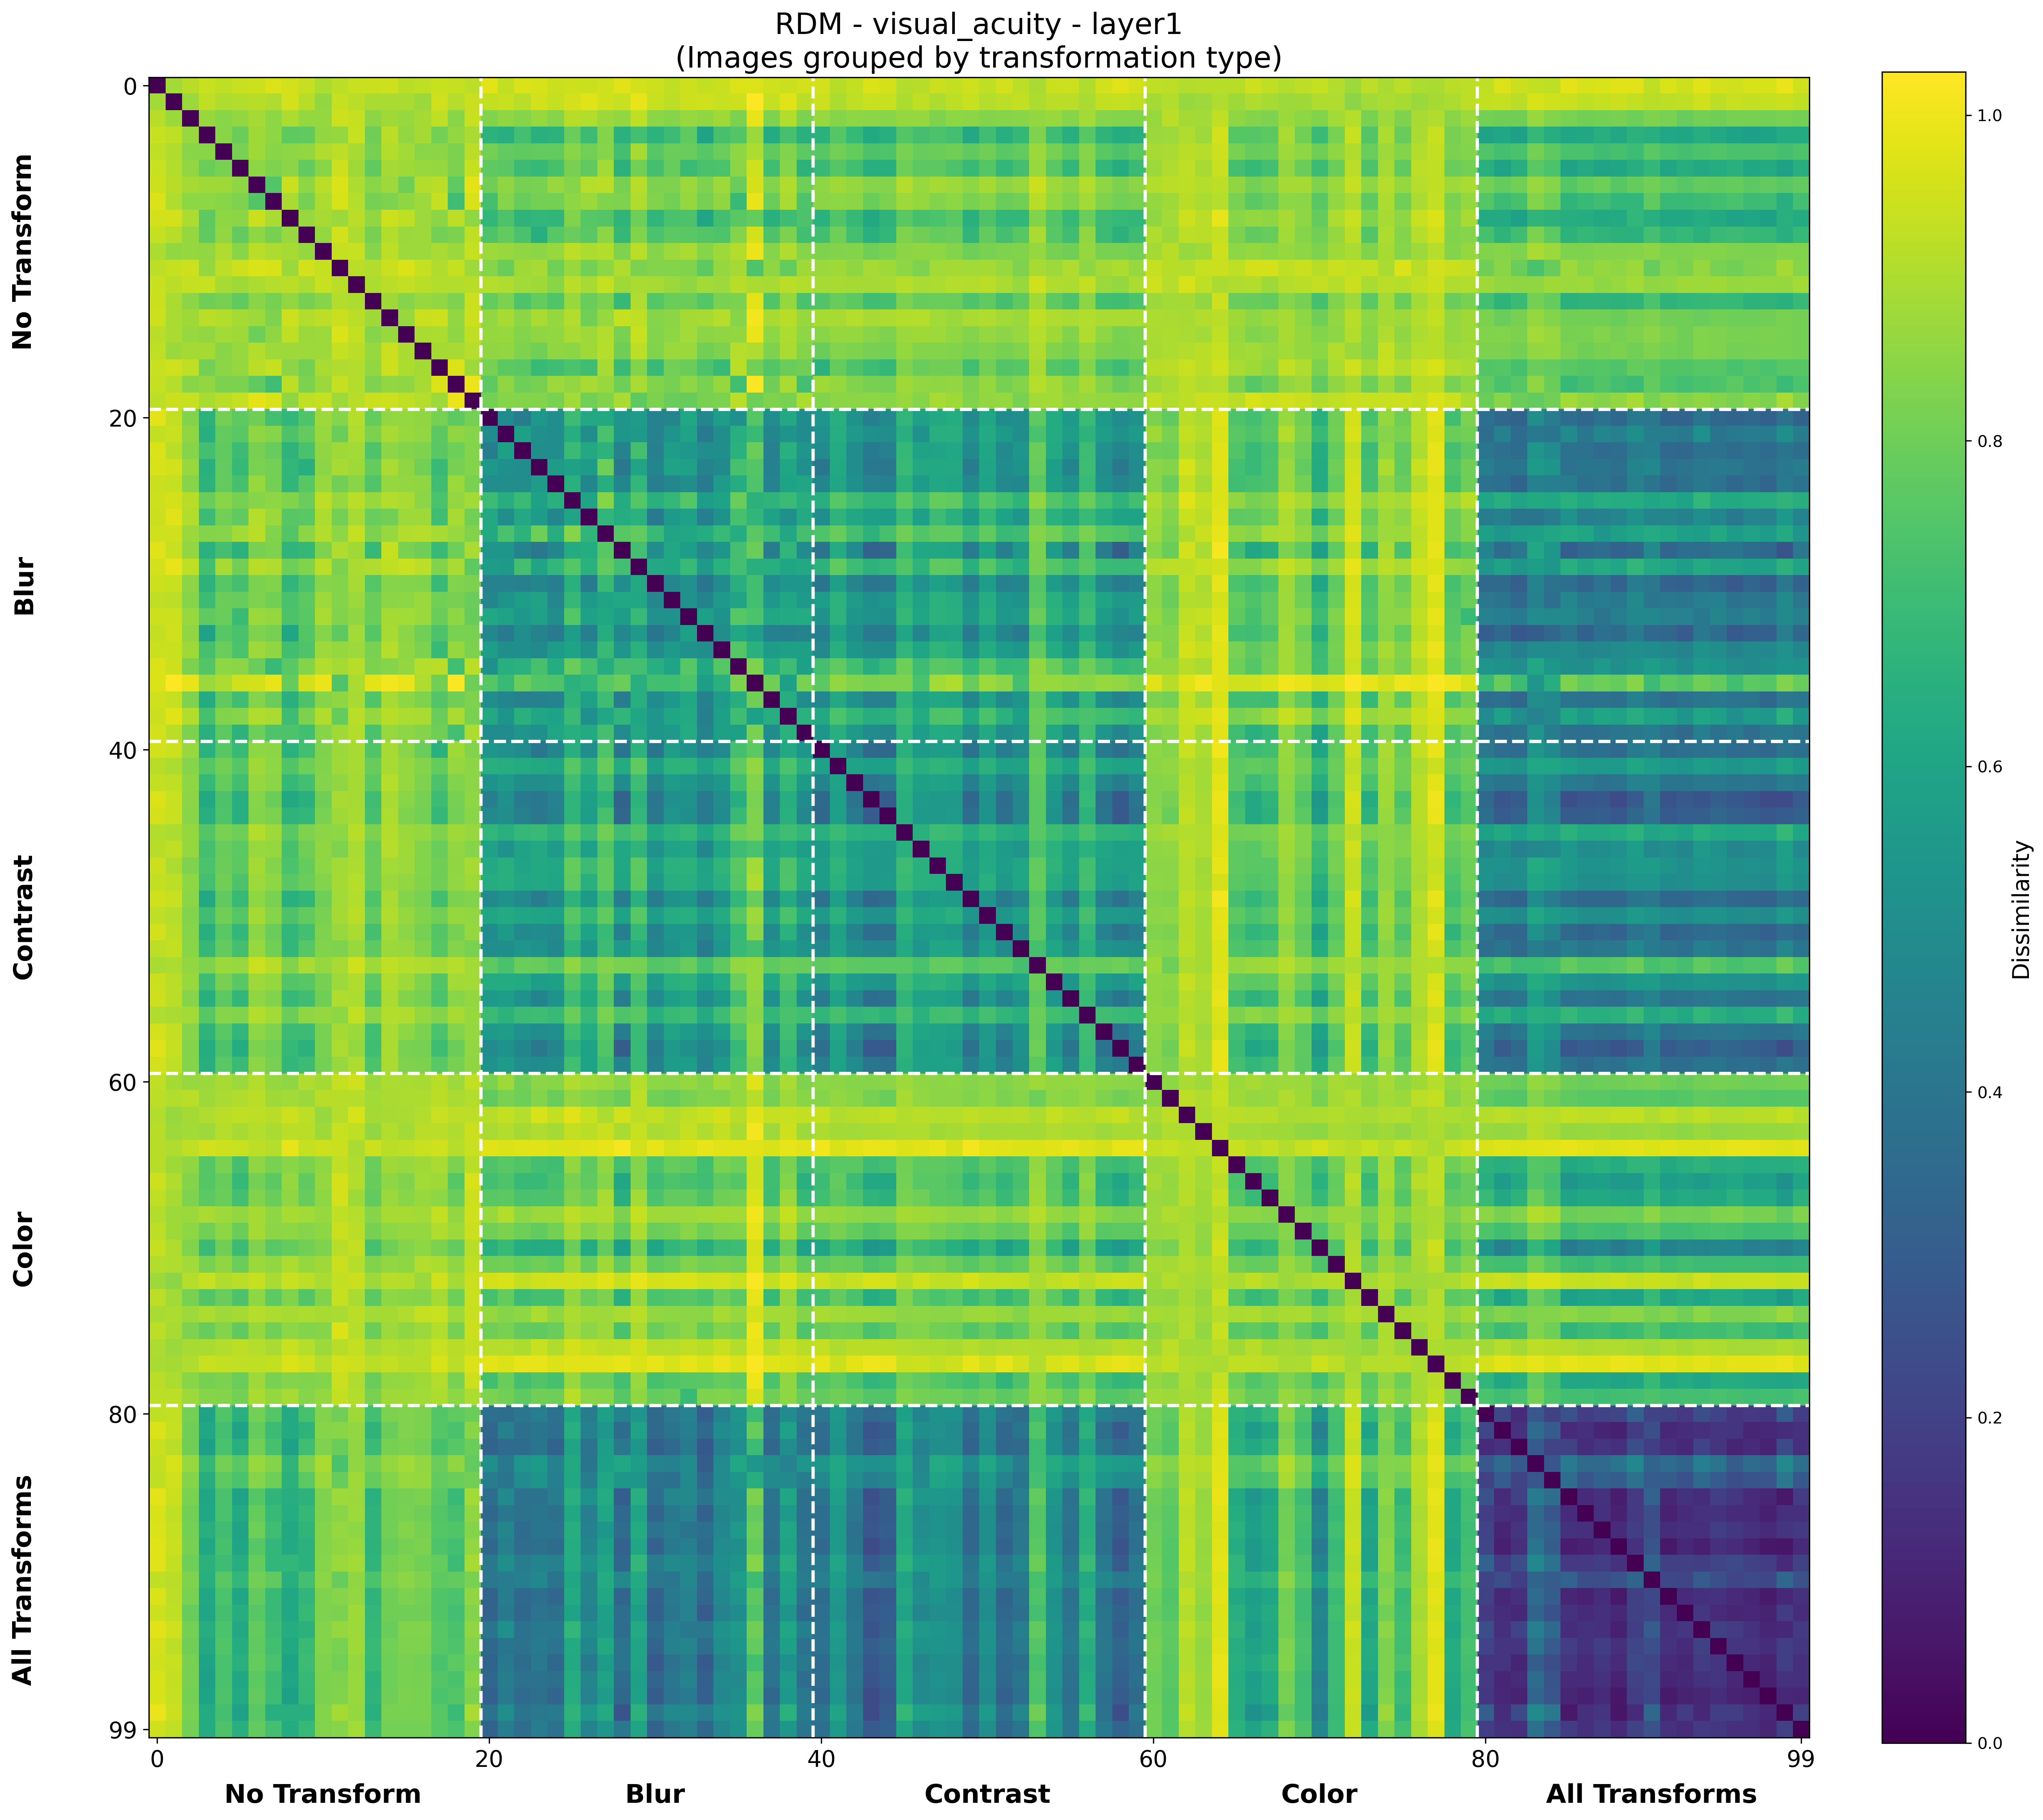 RDM - visual_acuity - layer1
(Images grouped by transformation type)
0
20
40
60
80
99
No Transform
Blur
Contrast
Color
All Transforms
0
20
40
60
80
99
No Transform
Blur
Contrast
Color
All Transforms
1.0
0.8
0.6
0.4
0.2
0.0
Dissimilarity